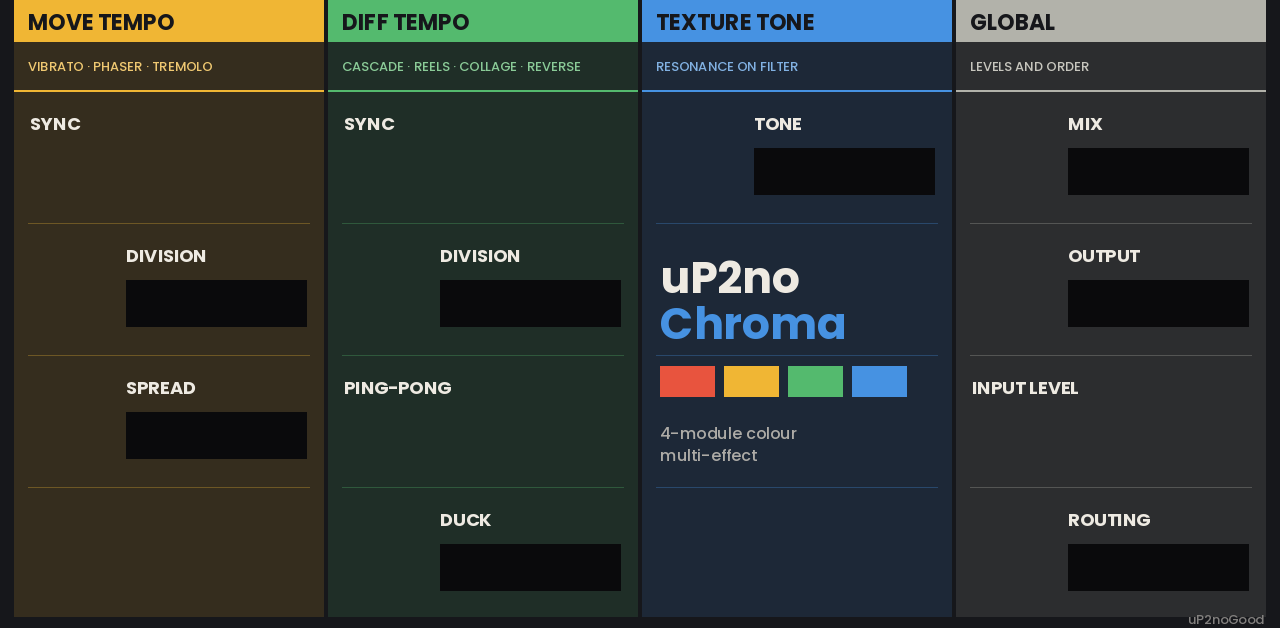 MOVE TEMPO
VIBRATO · PHASER · TREMOLO
SYNC
DIVISION
SPREAD
DIFF TEMPO
CASCADE · REELS · COLLAGE · REVERSE
SYNC
DIVISION
PING-PONG
DUCK
TEXTURE TONE
RESONANCE ON FILTER
TONE
uP2no
Chroma
4-module colour
multi-effect
GLOBAL
LEVELS AND ORDER
MIX
OUTPUT
INPUT LEVEL
ROUTING
uP2noGood